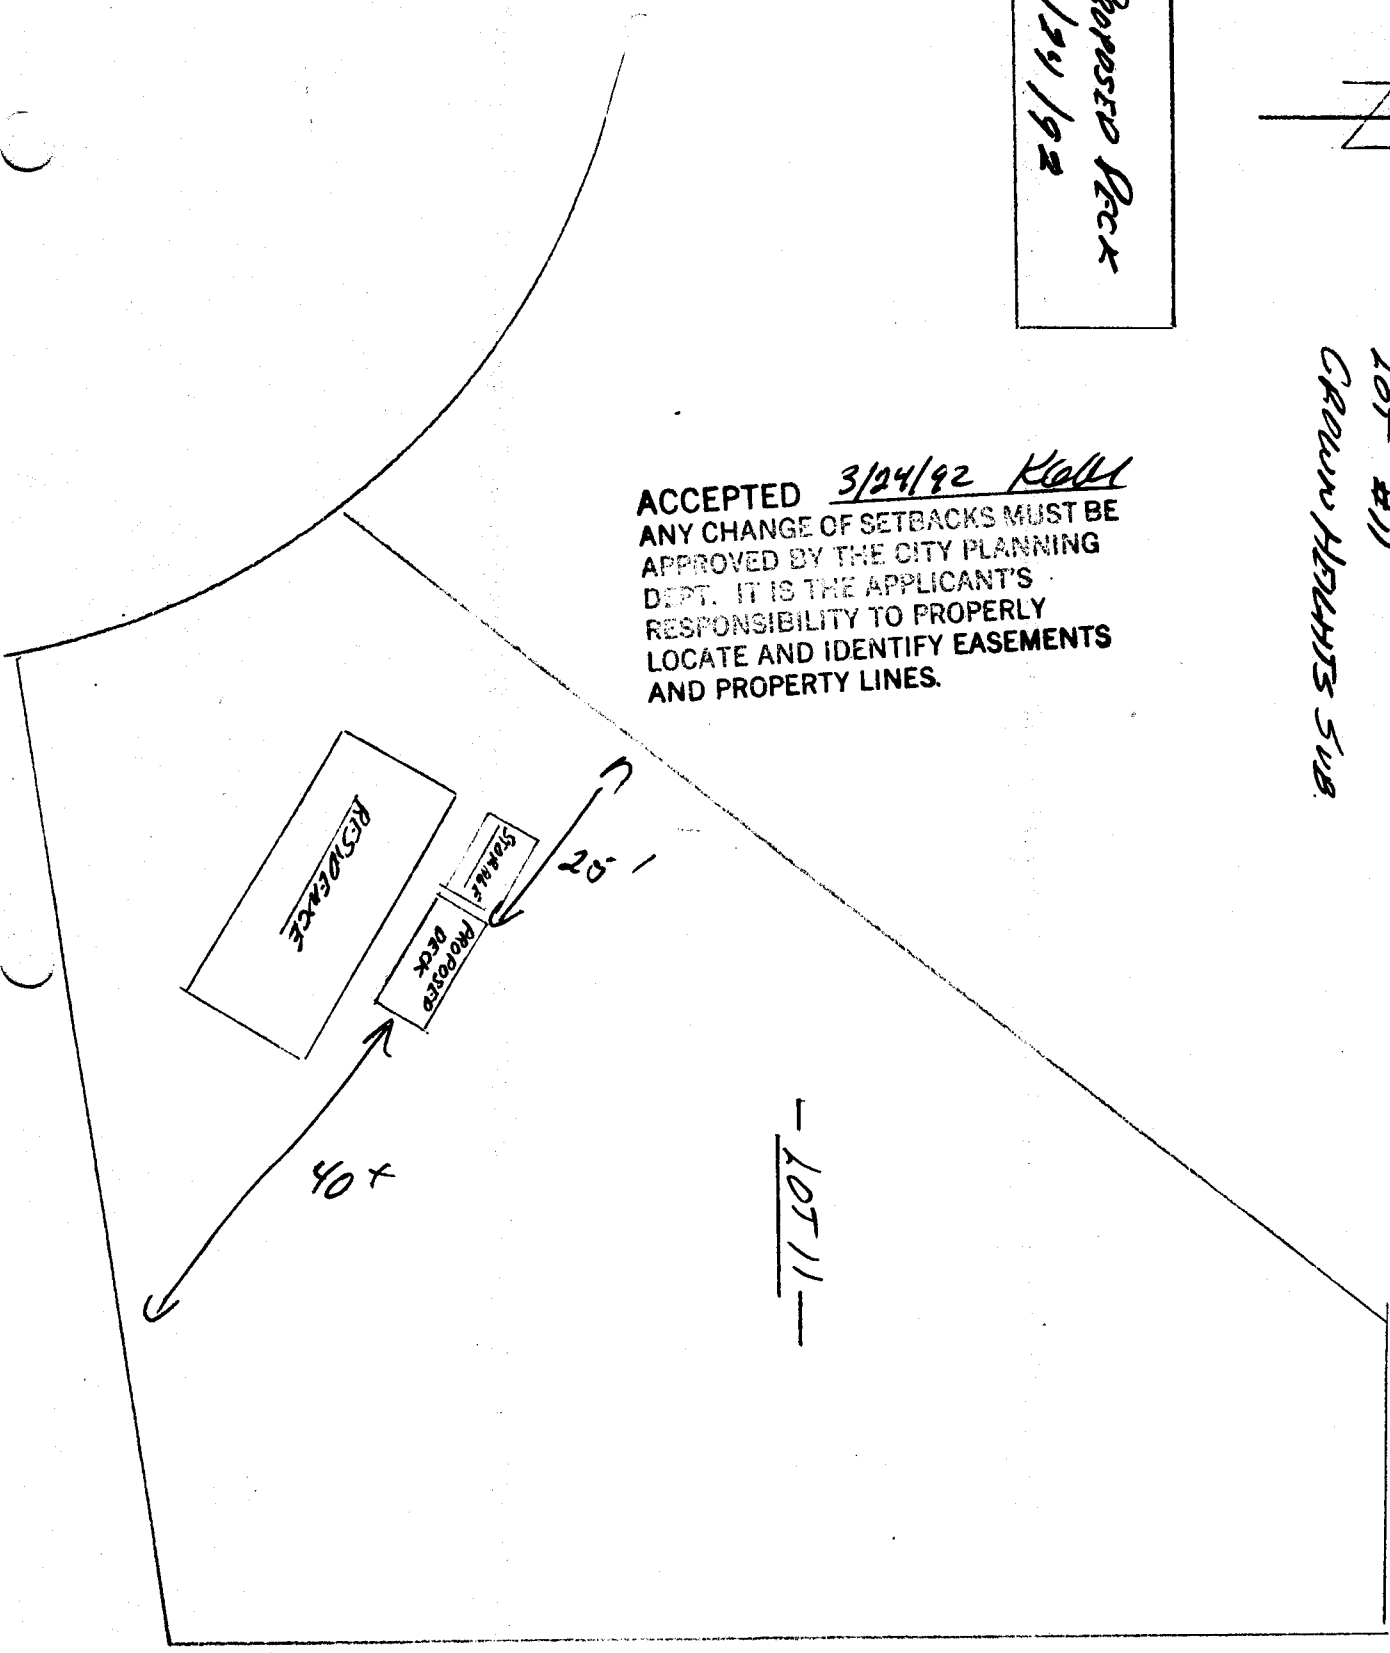 PROPOSED DECK
/24/92
LOT #11
CROWN HEIGHTS SUB.
ACCEPTED 3/24/92
ANY CHANGE OF SETBACKS MUST BE
APPROVED BY THE CITY PLANNING
DEPT. IT IS THE APPLICANT'S
RESPONSIBILITY TO PROPERLY
LOCATE AND IDENTIFY EASEMENTS
AND PROPERTY LINES.
RESIDENCE
STORAGE
PROPOSED
DECK
40+
- LOT 11 -